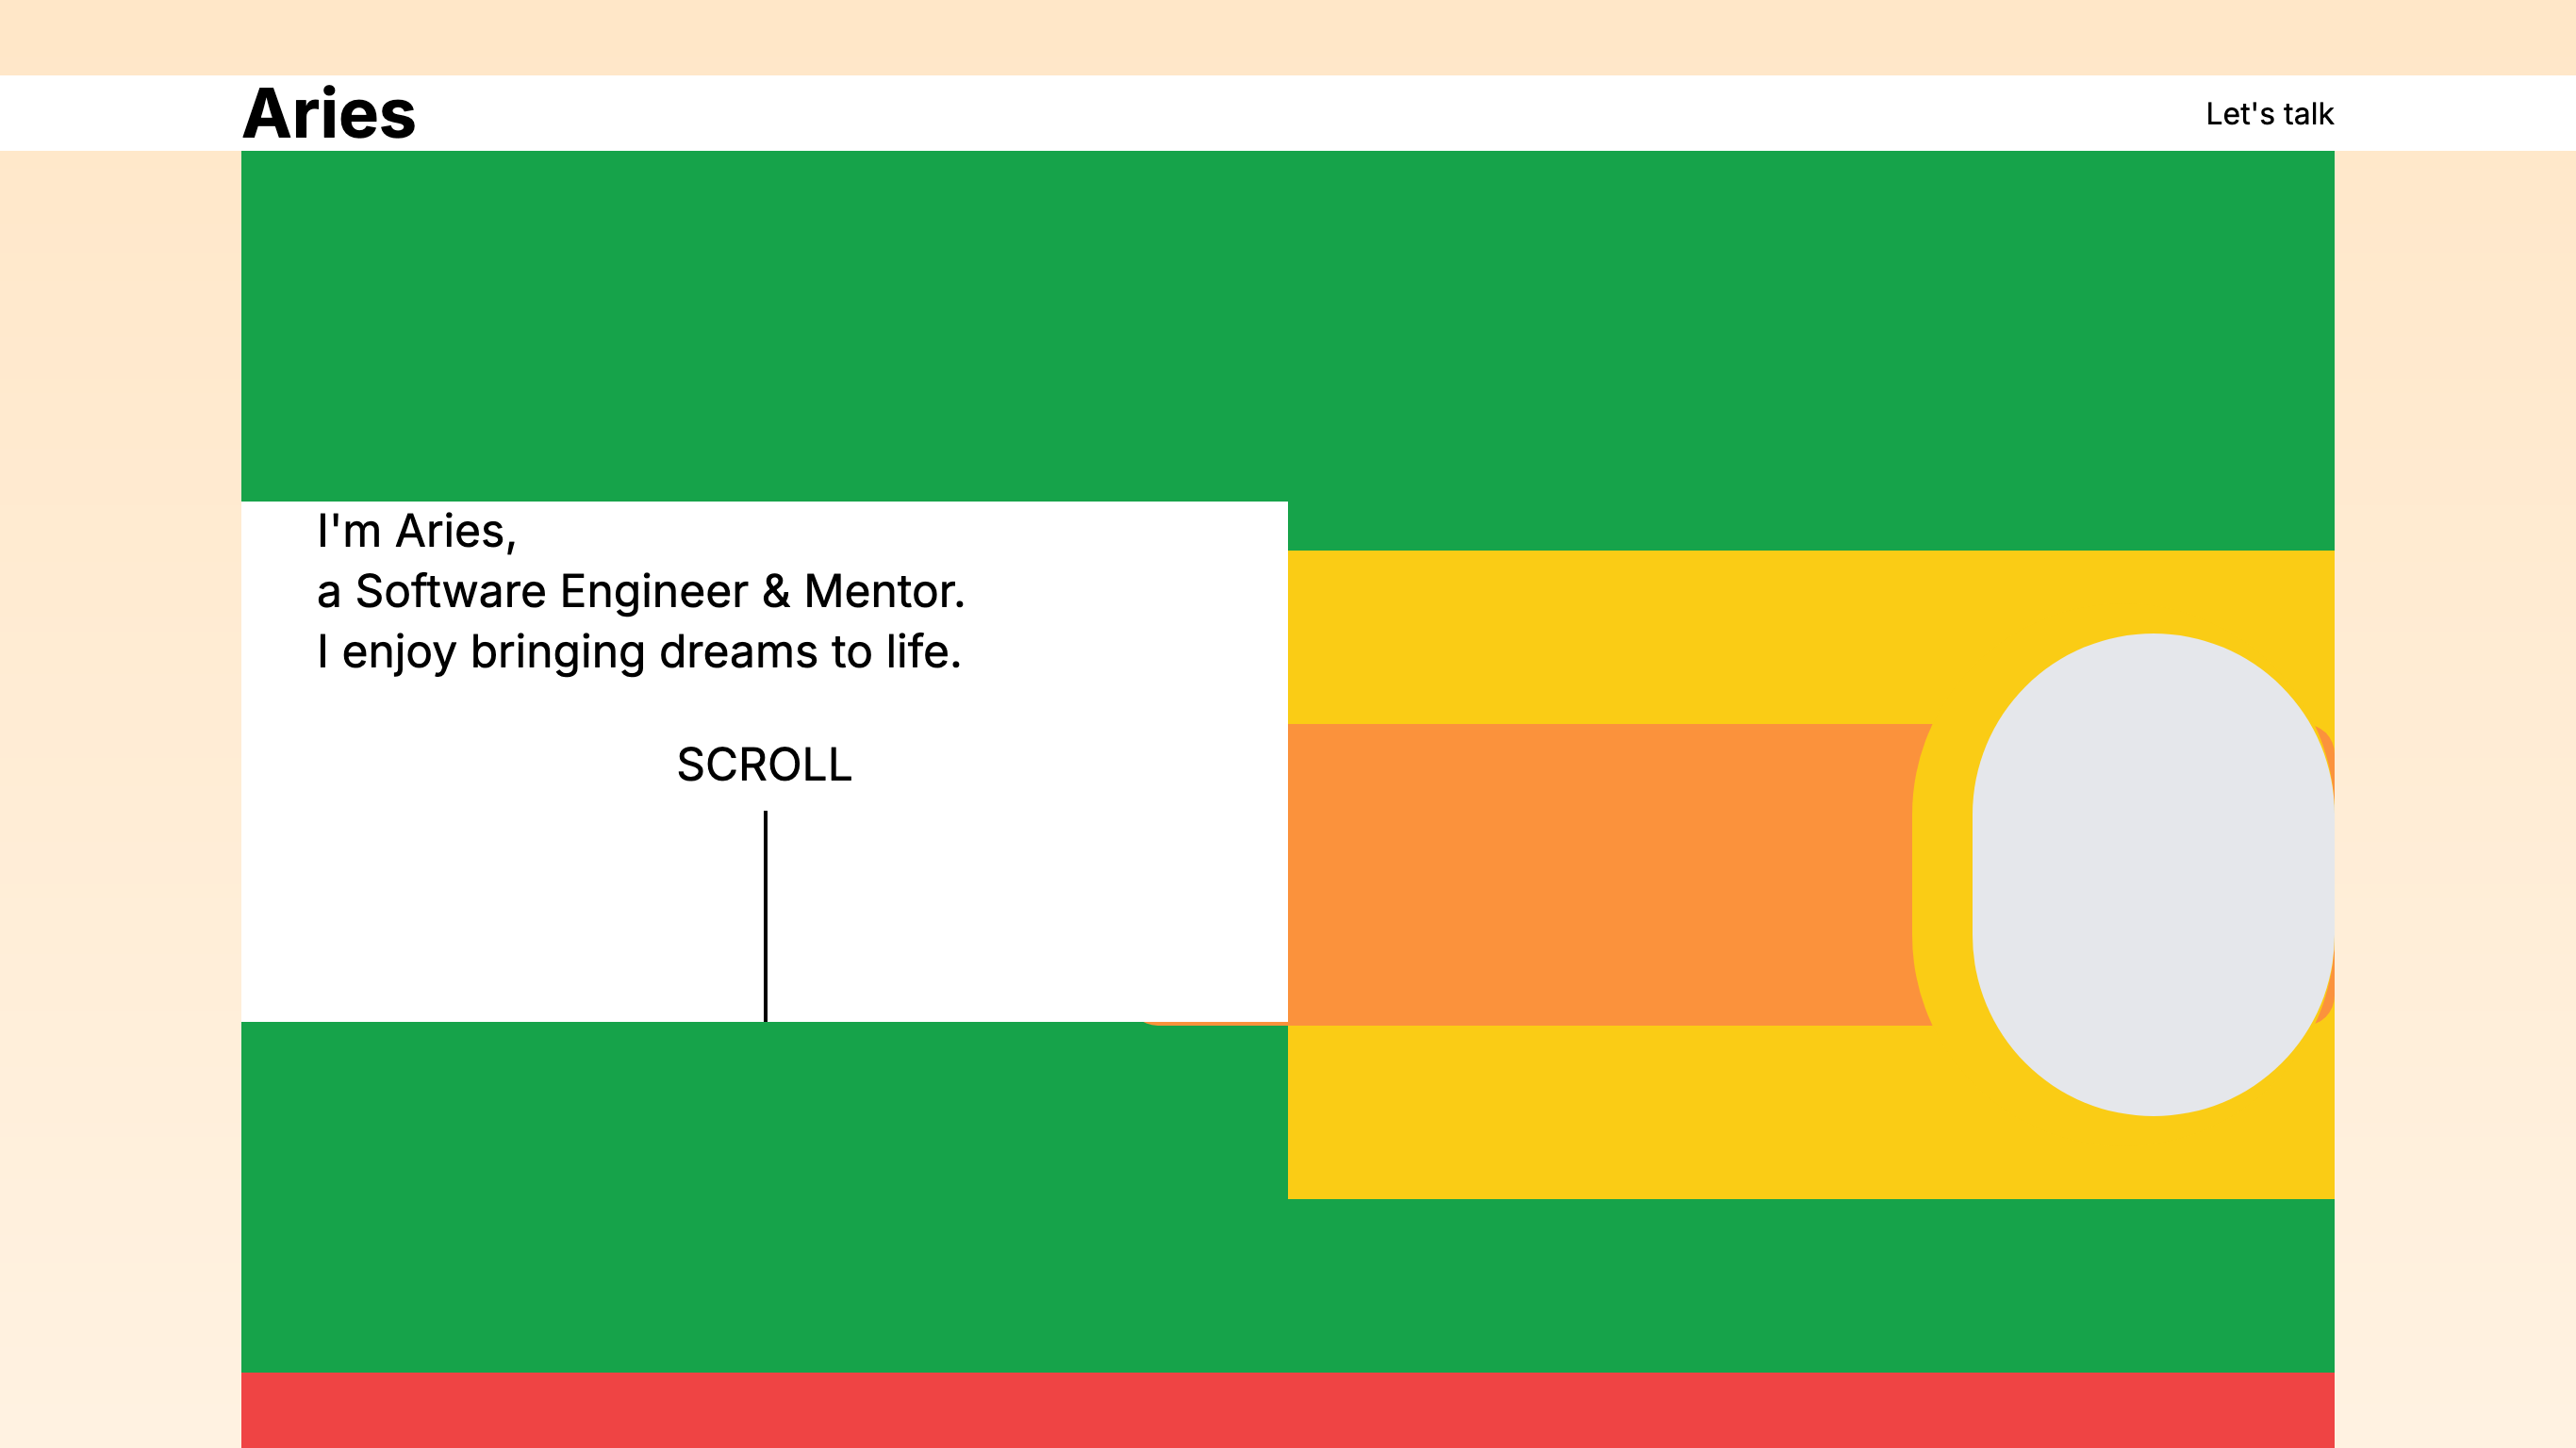 Aries
Let's talk
I'm Aries,
a Software Engineer & Mentor.
I enjoy bringing dreams to life.
SCROLL